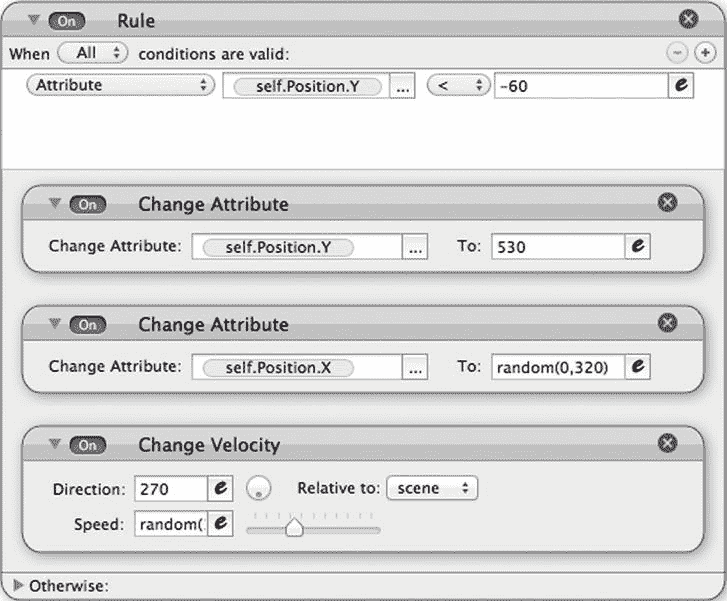 On Rule
When All conditions are valid:
Attribute self.Position.Y ... < -60 e
On Change Attribute
Change Attribute: self.Position.Y ... To: 530 e
On Change Attribute
Change Attribute: self.Position.X ... To: random(0,320) e
On Change Velocity
Direction: 270 e Relative to: scene
Speed: random( e
Otherwise: